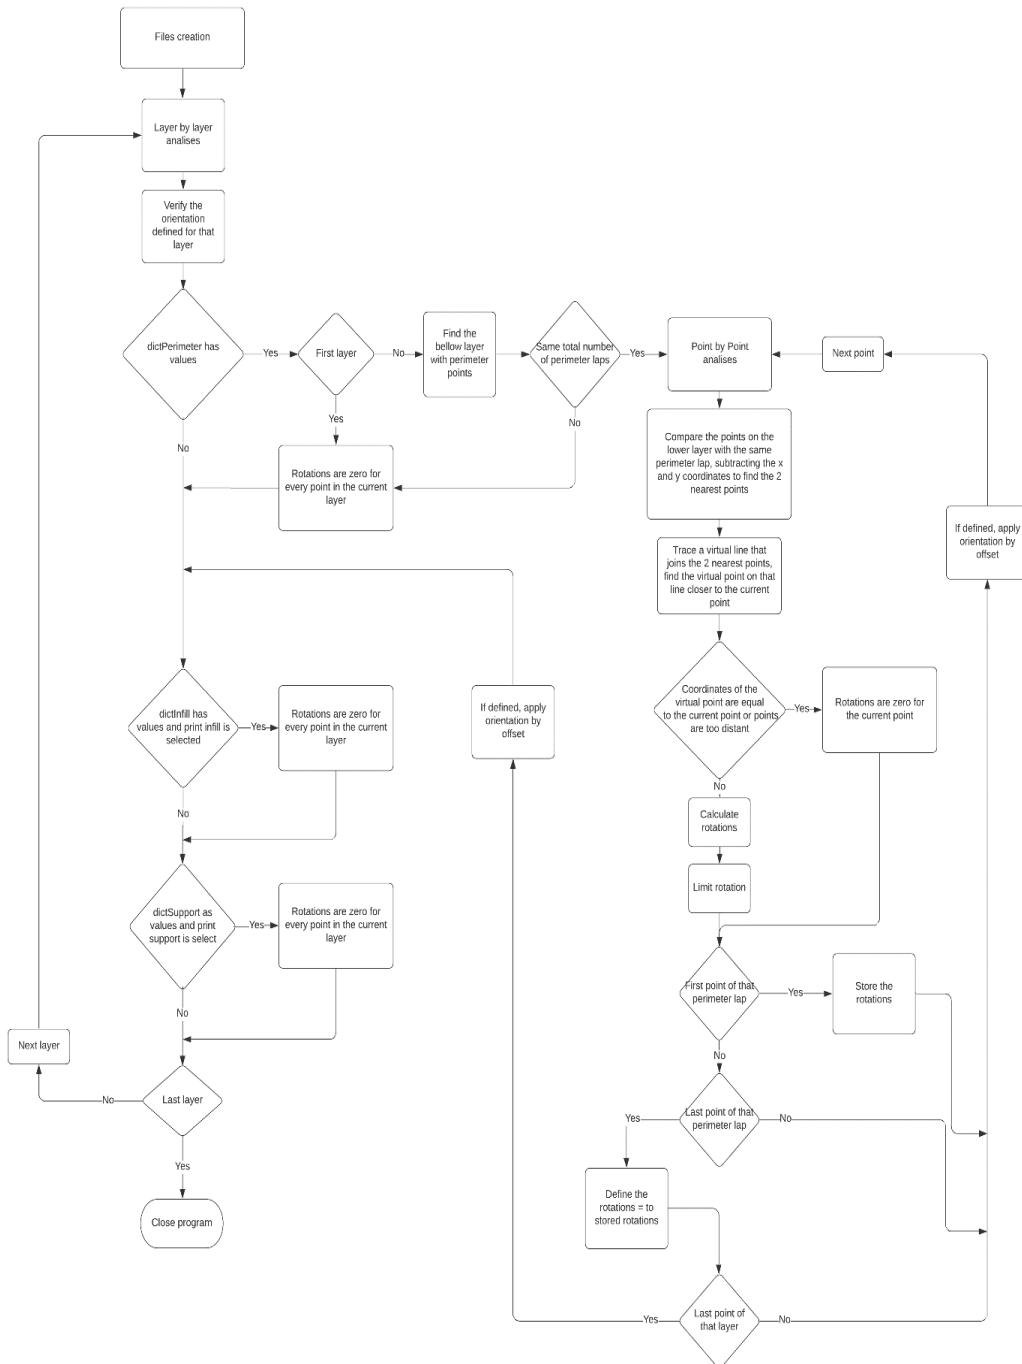 Files creation
Layer by layer
analises
Verify the
orientation
defined for that
layer
dictPerimeter has
values
Yes
First layer
No
Find the
bellow layer
with perimeter
points
Same total number
of perimeter laps
Yes
Point by Point
analises
Next point
Yes
No
No
Rotations are zero for
every point in the current
layer
Compare the points on the
lower layer with the same
perimeter lap, subtracting the x
and y coordinates to find the 2
nearest points
If defined, apply
orientation by
offset
Trace a virtual line that
joins the 2 nearest points,
find the virtual point on that
line closer to the current
point
dictInfill has
values and print infill is
selected
Yes
Rotations are zero for
every point in the current
layer
If defined, apply
orientation by
offset
Coordinates of the
virtual point are equal
to the current point or points
are too distant
Yes
Rotations are zero for
the current point
No
No
Calculate
rotations
Limit rotation
dictSupport as
values and print
support is select
Yes
Rotations are zero for
every point in the current
layer
First point of that
perimeter lap
Yes
Store the
rotations
No
No
Next layer
No
Last layer
Last point of that
perimeter lap
Yes
No
Yes
Define the
rotations = to
stored rotations
Close program
Last point of
that layer
Yes
No